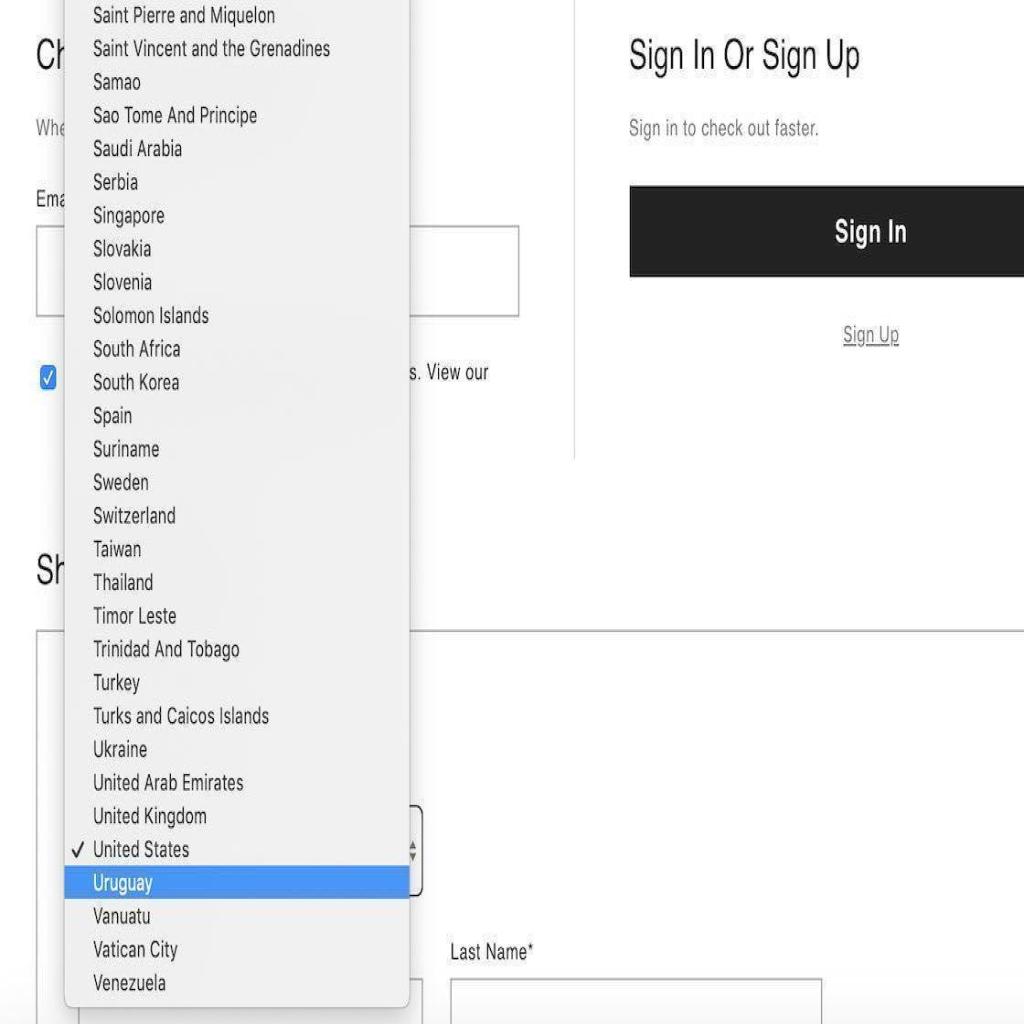 Saint Pierre and Miquelon
Saint Vincent and the Grenadines
Samao
Sao Tome And Principe
Saudi Arabia
Serbia
Singapore
Slovakia
Slovenia
Solomon Islands
South Africa
South Korea
Spain
Suriname
Sweden
Switzerland
Taiwan
Thailand
Timor Leste
Trinidad And Tobago
Turkey
Turks and Caicos Islands
Ukraine
United Arab Emirates
United Kingdom
✓ United States
Uruguay
Vanuatu
Vatican City
Venezuela
Ch
Whe
Ema
s. View our
Sh
Last Name*
Sign In Or Sign Up
Sign in to check out faster.
Sign In
Sign Up